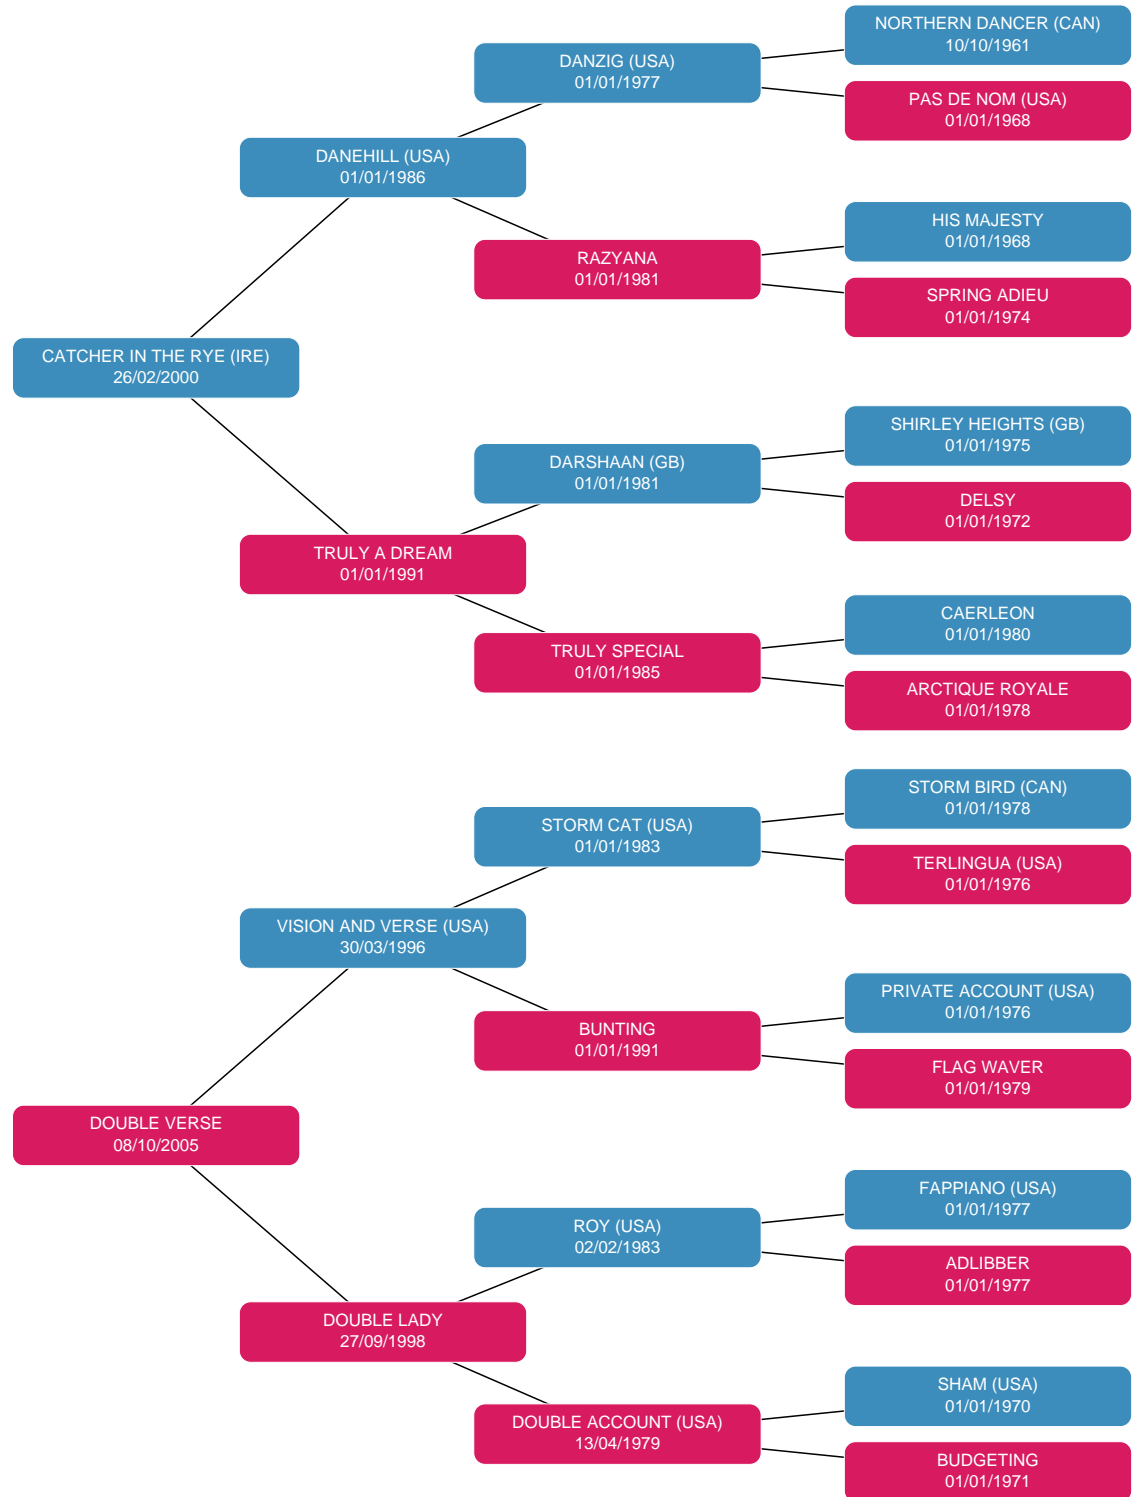 NORTHERN DANCER (CAN)
10/10/1961
DANZIG (USA)
01/01/1977
PAS DE NOM (USA)
01/01/1968
DANEHILL (USA)
01/01/1986
HIS MAJESTY
01/01/1968
RAZYANA
01/01/1981
SPRING ADIEU
01/01/1974
CATCHER IN THE RYE (IRE)
26/02/2000
SHIRLEY HEIGHTS (GB)
01/01/1975
DARSHAAN (GB)
01/01/1981
DELSY
01/01/1972
TRULY A DREAM
01/01/1991
CAERLEON
01/01/1980
TRULY SPECIAL
01/01/1985
ARCTIQUE ROYALE
01/01/1978
STORM BIRD (CAN)
01/01/1978
STORM CAT (USA)
01/01/1983
TERLINGUA (USA)
01/01/1976
VISION AND VERSE (USA)
30/03/1996
PRIVATE ACCOUNT (USA)
01/01/1976
BUNTING
01/01/1991
FLAG WAVER
01/01/1979
DOUBLE VERSE
08/10/2005
FAPPIANO (USA)
01/01/1977
ROY (USA)
02/02/1983
ADLIBBER
01/01/1977
DOUBLE LADY
27/09/1998
SHAM (USA)
01/01/1970
DOUBLE ACCOUNT (USA)
13/04/1979
BUDGETING
01/01/1971